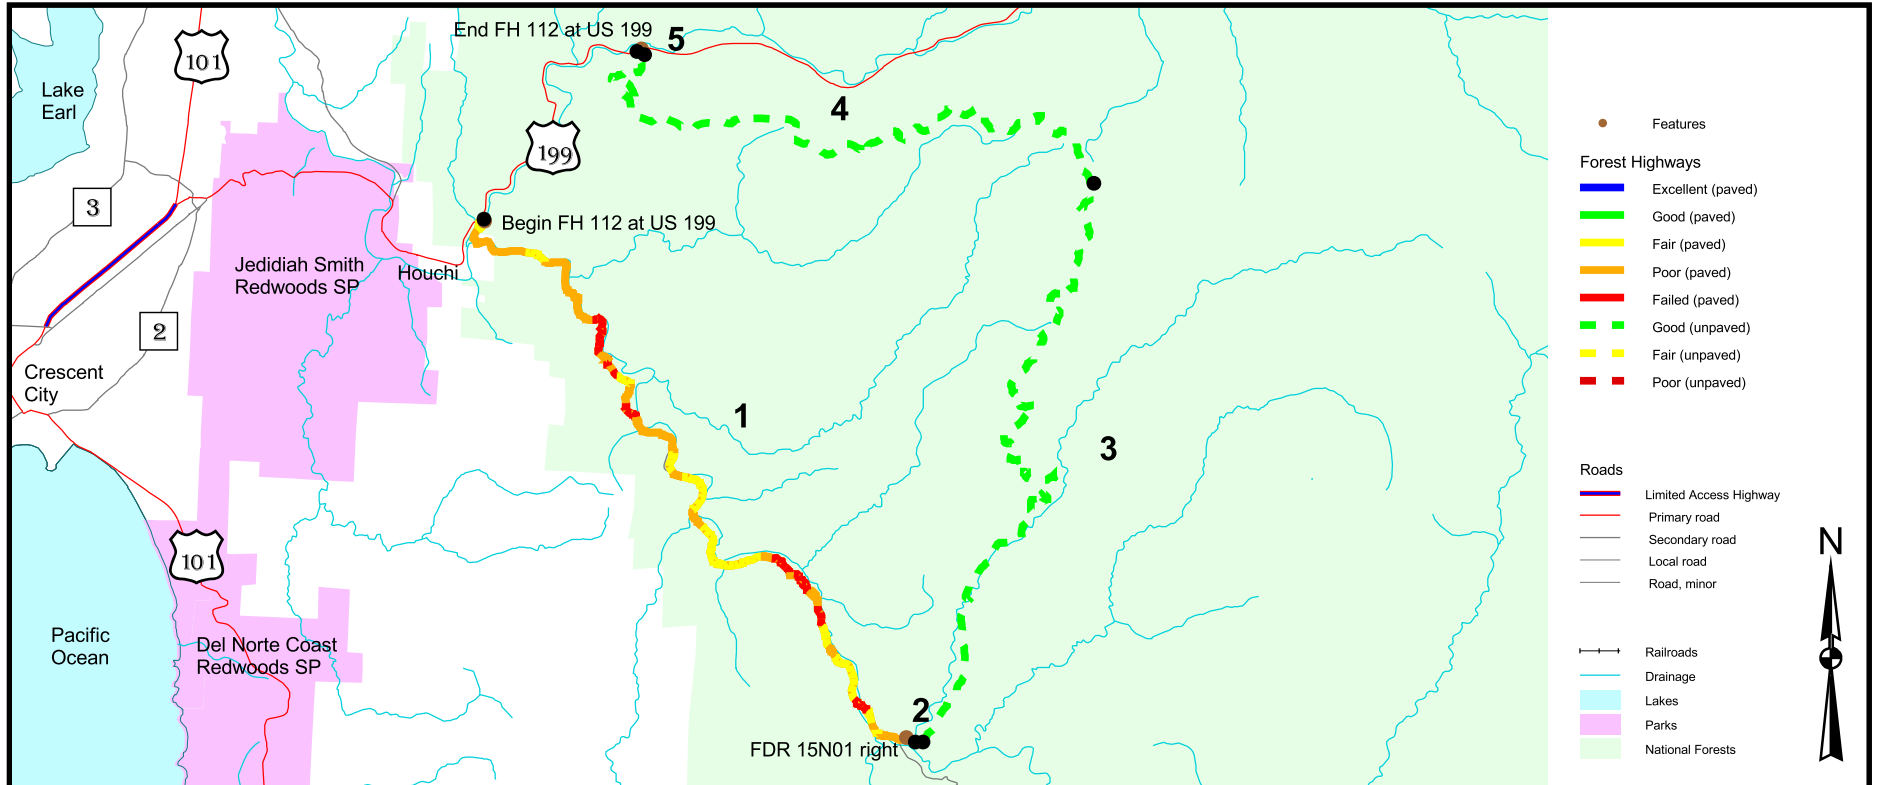 End FH 112 at US 199
5
101
Lake
Earl
4
199
3
Begin FH 112 at US 199
Jedidiah Smith
Redwoods SP
Houchi
2
Crescent
City
1
3
101
Pacific
Ocean
Del Norte Coast
Redwoods SP
2
FDR 15N01 right
Features
Forest Highways
Excellent (paved)
Good (paved)
Fair (paved)
Poor (paved)
Failed (paved)
Good (unpaved)
Fair (unpaved)
Poor (unpaved)
Roads
Limited Access Highway
Primary road
Secondary road
Local road
Road, minor
Railroads
Drainage
Lakes
Parks
National Forests
N